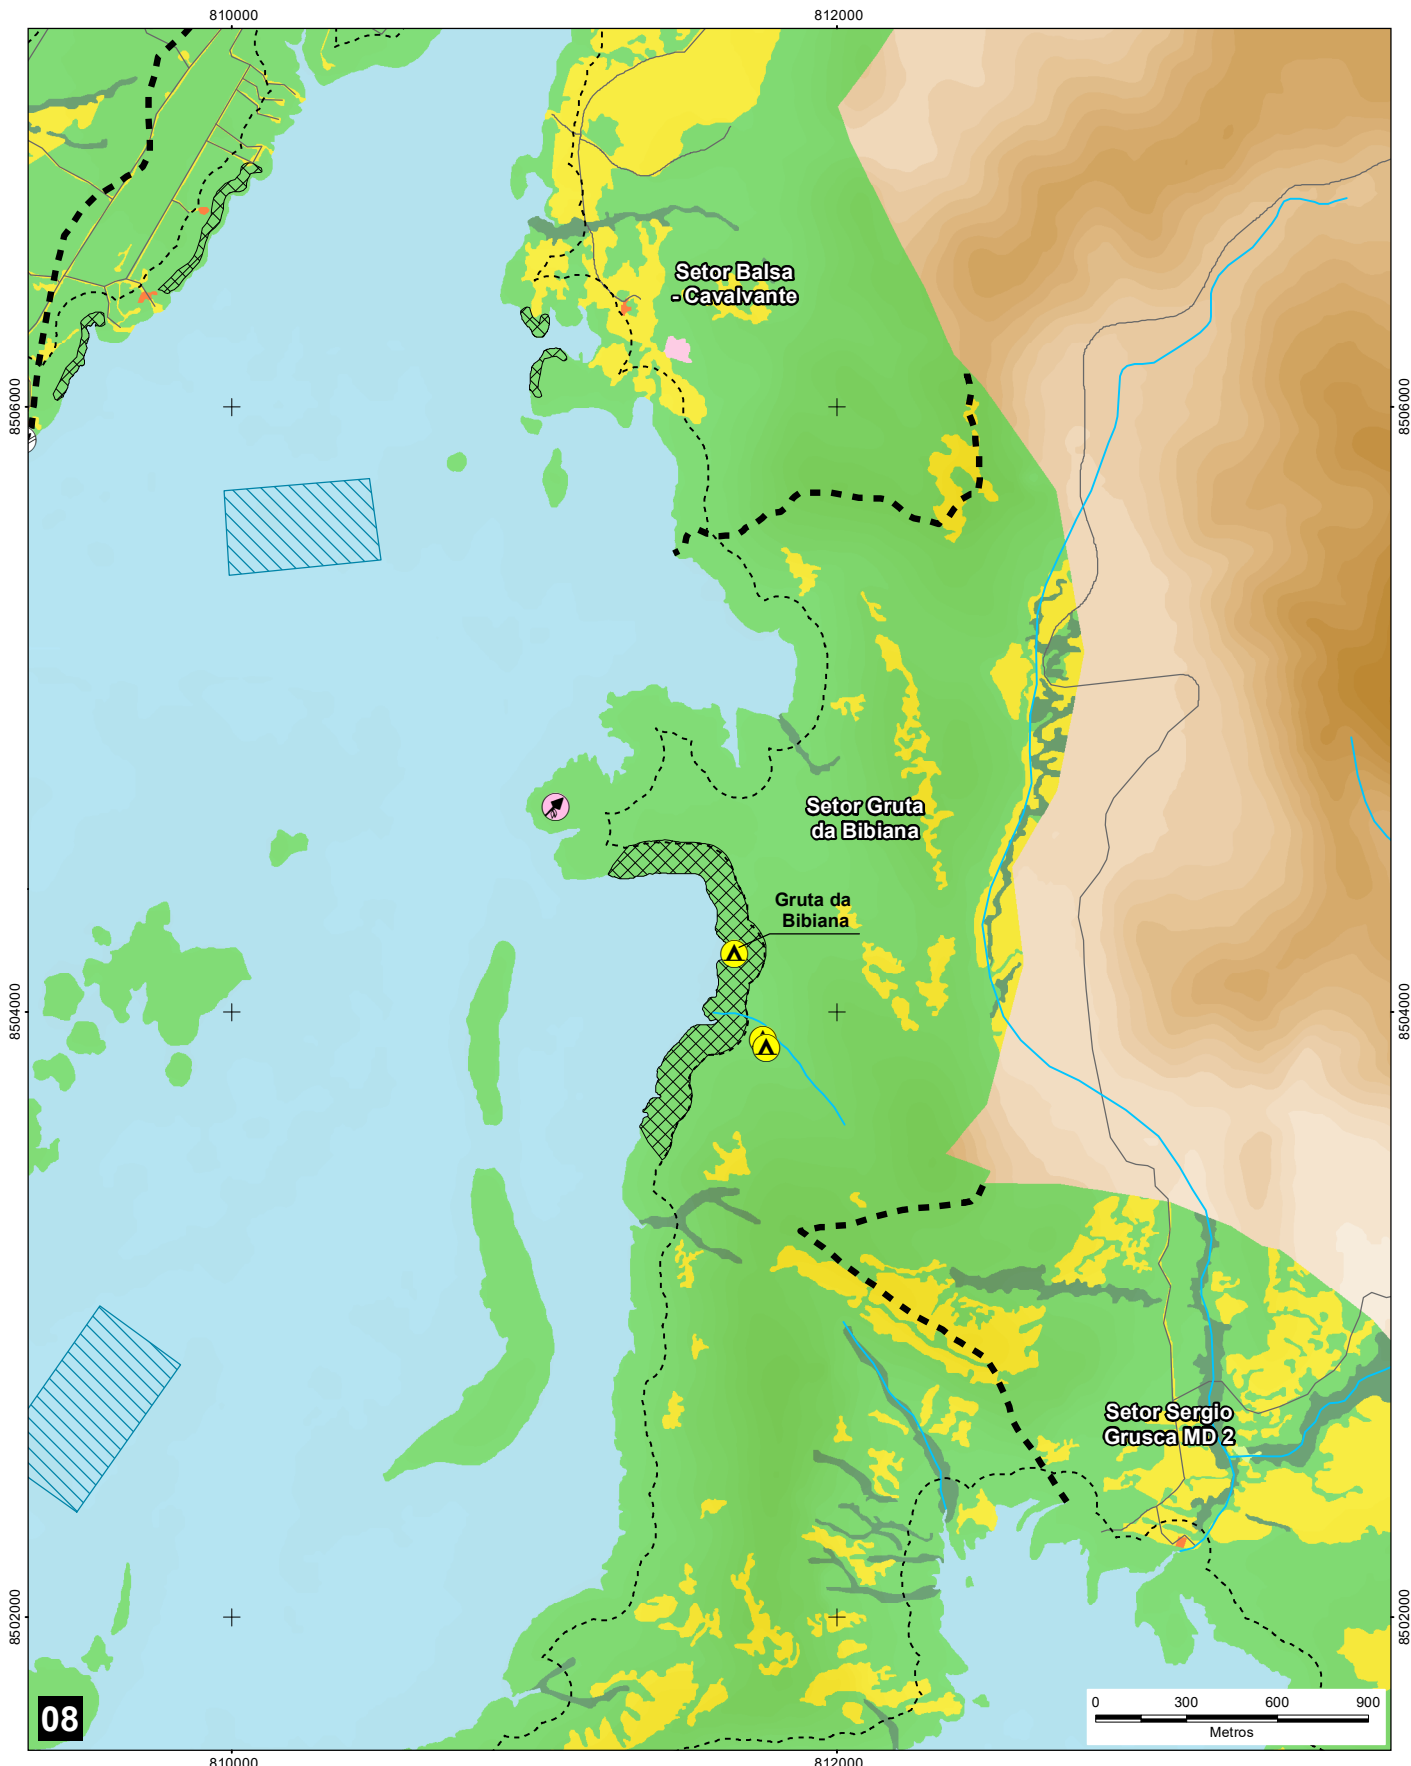 810000
812000
Setor Balsa
- Cavalvante
8506000
8506000
Setor Gruta
da Bibiana
Gruta da
Bibiana
8504000
8504000
Setor Sergio
Grusca MD 2
8502000
8502000
08
0 300 600 900
Metros
810000
812000